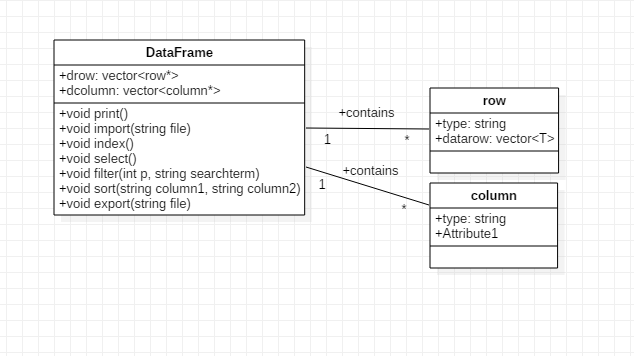 DataFrame
+drow: vector<row*>
+dcolumn: vector<column*>
+void print()
+void import(string file)
+void index()
+void select()
+void filter(int p, string searchterm)
+void sort(string column1, string column2)
+void export(string file)
+contains
1
*
+contains
1
*
row
+type: string
+datarow: vector<T>
column
+type: string
+Attribute1